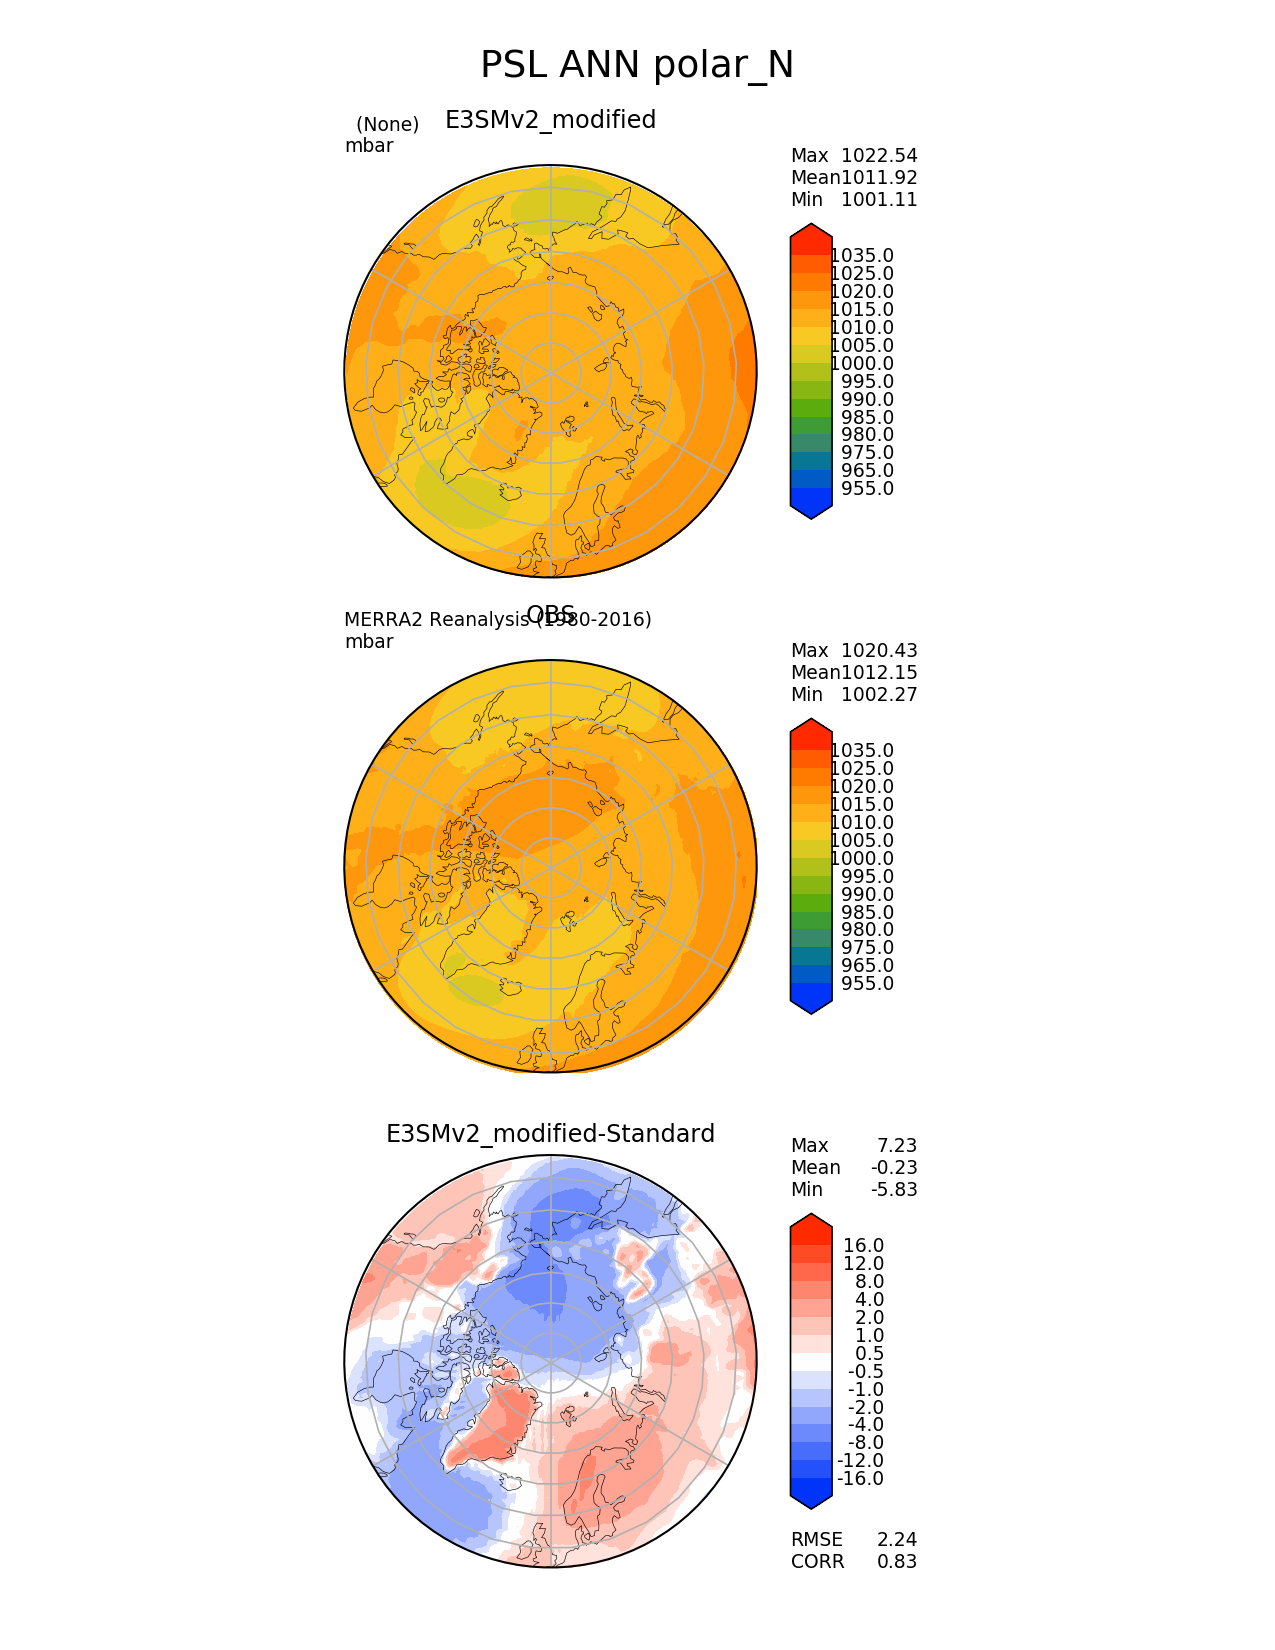 PSL ANN polar_N
(None) E3SMv2_modified
mbar
Max 1022.54
Mean1011.92
Min 1001.11
1035.0
1025.0
1020.0
1015.0
1010.0
1005.0
1000.0
995.0
990.0
985.0
980.0
975.0
965.0
955.0
OBS
MERRA2 Reanalysis (1980-2016)
mbar
Max 1020.43
Mean1012.15
Min 1002.27
1035.0
1025.0
1020.0
1015.0
1010.0
1005.0
1000.0
995.0
990.0
985.0
980.0
975.0
965.0
955.0
E3SMv2_modified-Standard
Max 7.23
Mean -0.23
Min -5.83
16.0
12.0
8.0
4.0
2.0
1.0
0.5
-0.5
-1.0
-2.0
-4.0
-8.0
-12.0
-16.0
RMSE 2.24
CORR 0.83